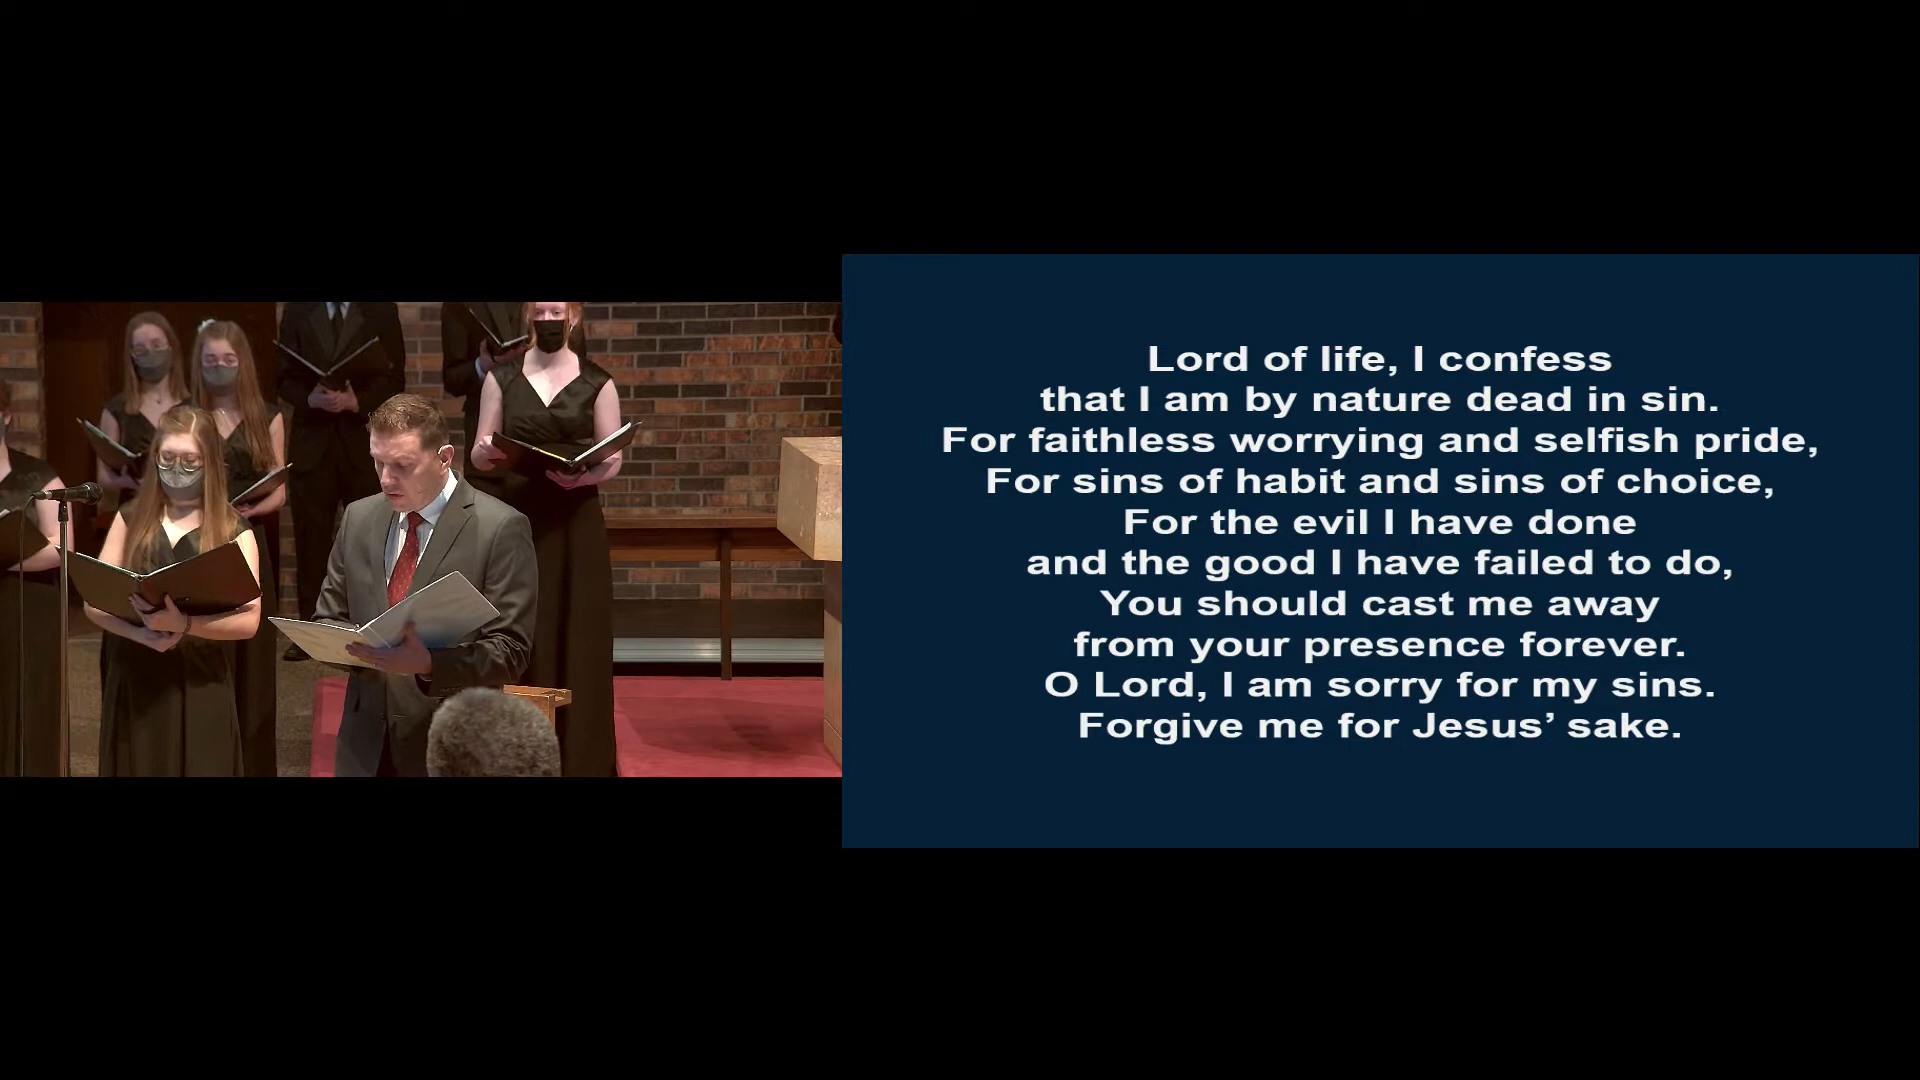 Lord of life, I confess
that I am by nature dead in sin.
For faithless worrying and selfish pride,
For sins of habit and sins of choice,
For the evil I have done
and the good I have failed to do,
You should cast me away
from your presence forever.
O Lord, I am sorry for my sins.
Forgive me for Jesus’ sake.